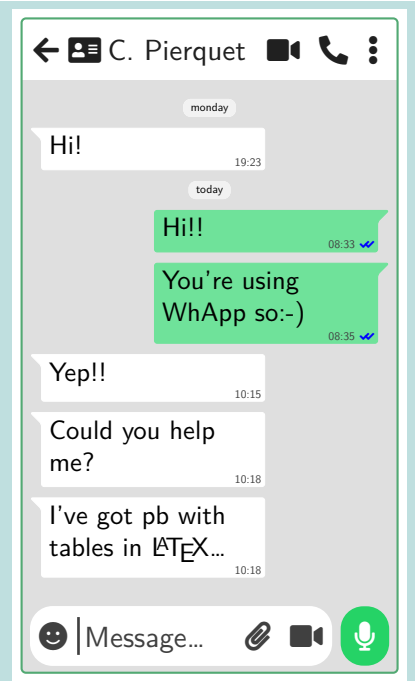 C. Pierquet
monday
Hi!
19:23
today
Hi!!
08:33
You're using
WhApp so:-)
08:35
Yep!!
10:15
Could you help
me?
10:18
I've got pb with
tables in LATEX...
10:18
Message...